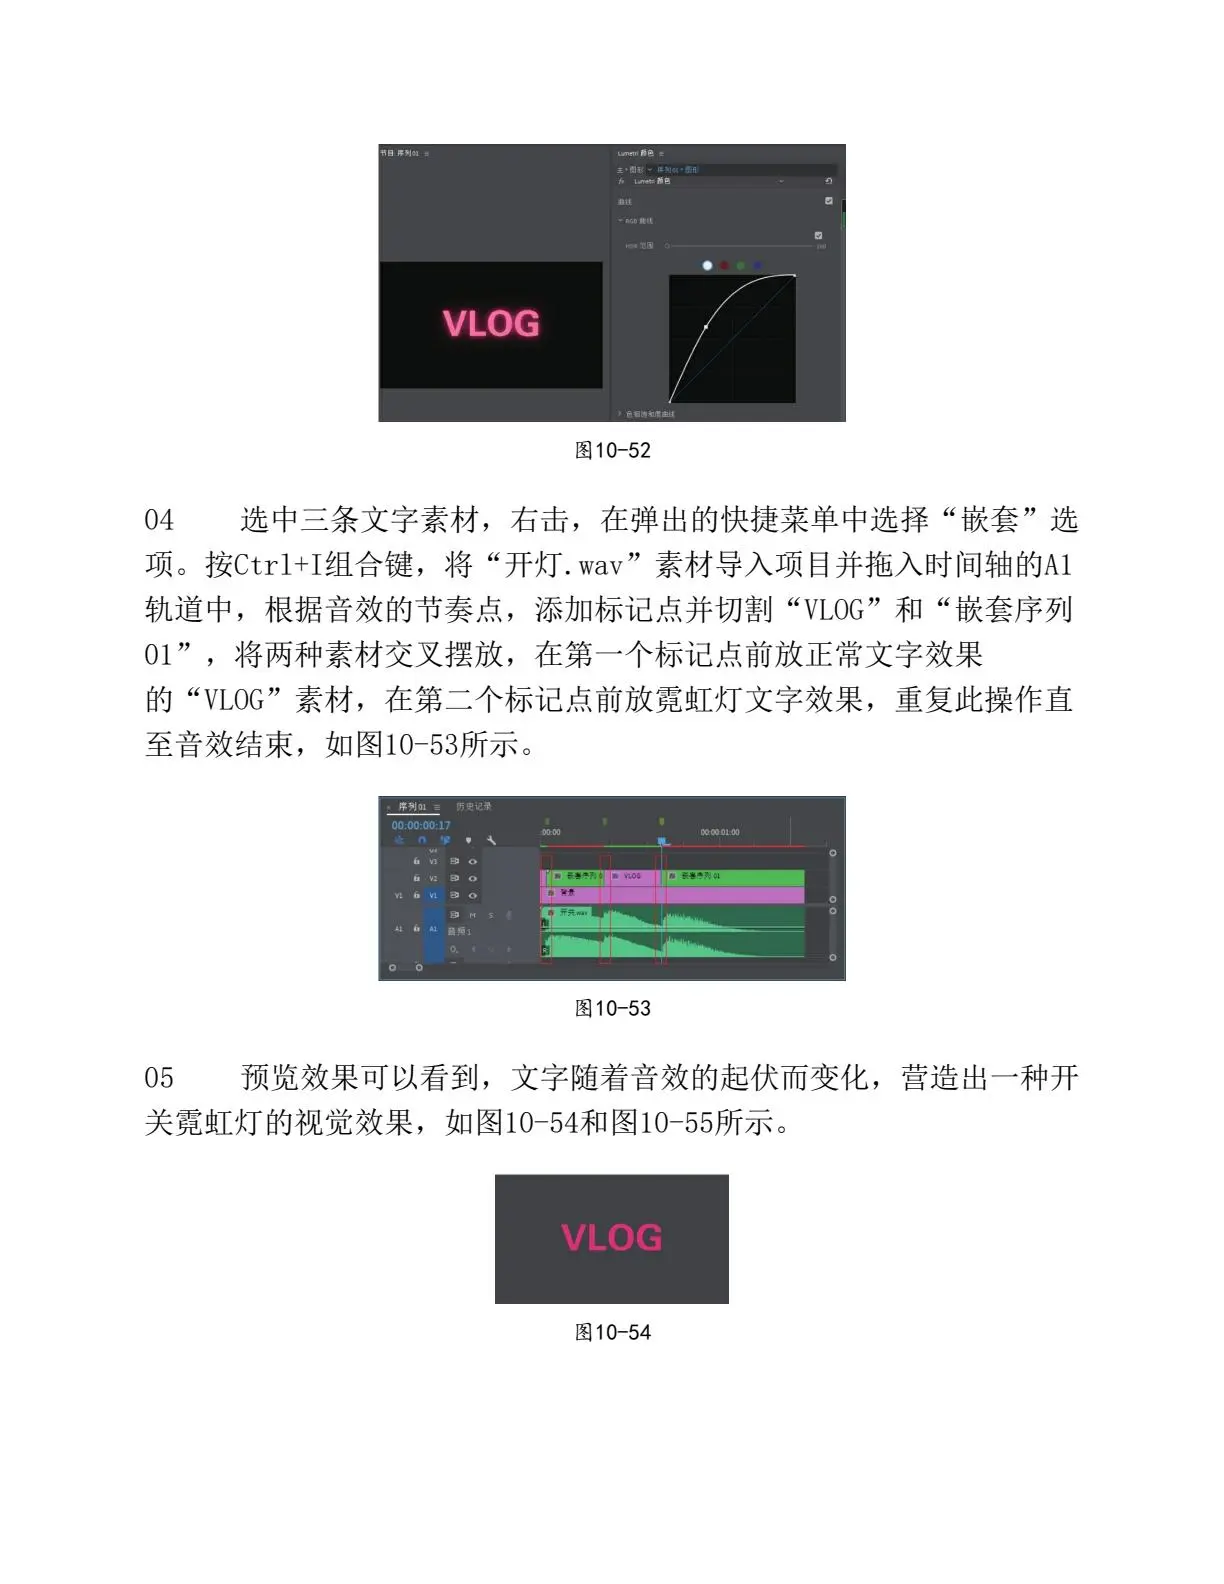 节目: 序列 01
Lumetri 颜色
主 * 图形 序列 01 * 图形
fx Lumetri 颜色
曲线
RGB 曲线
HDR 范围
100
VLOG
色相饱和度曲线
图10-52
04 选中三条文字素材，右击，在弹出的快捷菜单中选择“嵌套”选
项。按Ctrl+I组合键，将“开灯.wav”素材导入项目并拖入时间轴的A1
轨道中，根据音效的节奏点，添加标记点并切割“VLOG”和“嵌套序列
01”，将两种素材交叉摆放，在第一个标记点前放正常文字效果
的“VLOG”素材，在第二个标记点前放霓虹灯文字效果，重复此操作直
至音效结束，如图10-53所示。
× 序列 01 历史记录
00:00:00:17
:00:00 00:00:01:00
V3
V2 嵌套序列 0 VLOG 嵌套序列 01
V1 V1 背景
M S 开关.wav
A1 A1 音频 1
R
图10-53
05 预览效果可以看到，文字随着音效的起伏而变化，营造出一种开
关霓虹灯的视觉效果，如图10-54和图10-55所示。
VLOG
图10-54